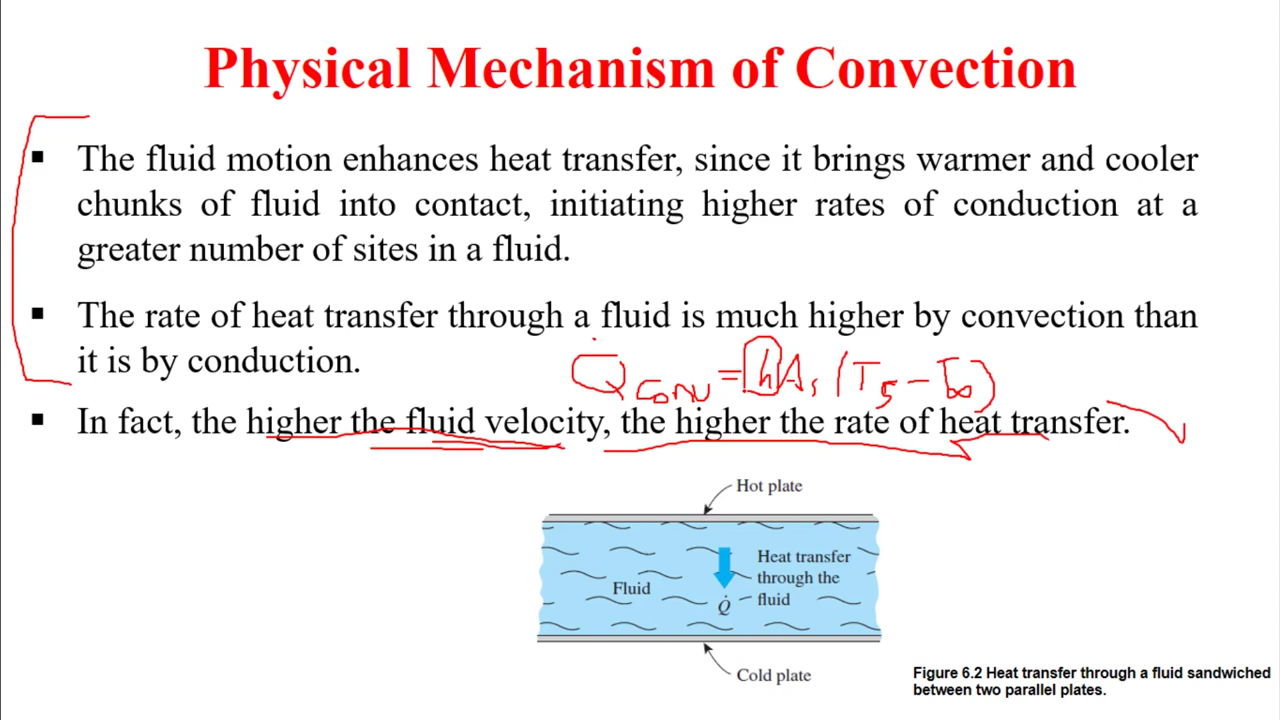 Physical Mechanism of Convection
▪ The fluid motion enhances heat transfer, since it brings warmer and cooler
chunks of fluid into contact, initiating higher rates of conduction at a
greater number of sites in a fluid.
▪ The rate of heat transfer through a fluid is much higher by convection than
it is by conduction.
Q̇conv = h As (Ts − T∞)
▪ In fact, the higher the fluid velocity, the higher the rate of heat transfer.
Hot plate
Heat transfer
through the
fluid
Fluid
Q̇
Cold plate
Figure 6.2 Heat transfer through a fluid sandwiched
between two parallel plates.